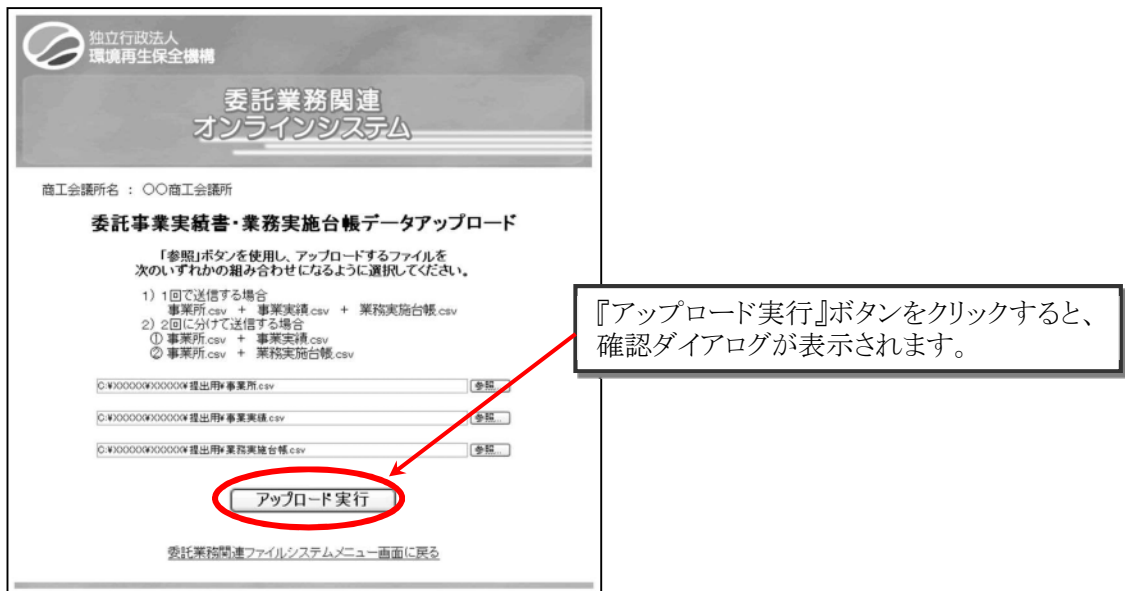 独立行政法人
環境再生保全機構
委託業務関連
オンラインシステム
商工会議所名 : 〇〇商工会議所
委託事業実績書・業務実施台帳データアップロード
「参照」ボタンを使用し、アップロードするファイルを
次のいずれかの組み合わせになるように選択してください。
1) 1回で送信する場合
事業所.csv + 事業実績.csv + 業務実施台帳.csv
2) 2回に分けて送信する場合
① 事業所.csv + 事業実績.csv
② 事業所.csv + 業務実施台帳.csv
C:¥XXXXX¥XXXXX¥提出用¥事業所.csv 参照...
C:¥XXXXX¥XXXXX¥提出用¥事業実績.csv 参照...
C:¥XXXXX¥XXXXX¥提出用¥業務実施台帳.csv 参照...
アップロード実行
委託業務関連ファイルシステムメニュー画面に戻る
『アップロード実行』ボタンをクリックすると、
確認ダイアログが表示されます。